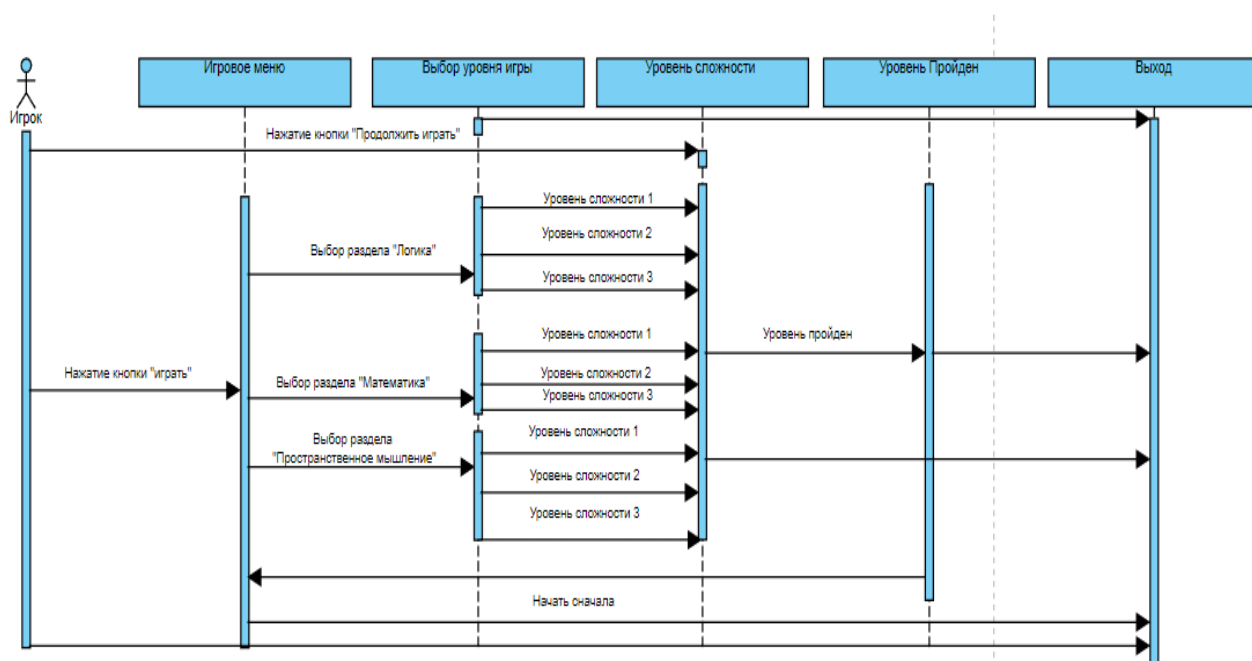 Игровое меню
Выбор уровня игры
Уровень сложности
Уровень Пройден
Выход
Игрок
Нажатие кнопки "Продолжить играть"
Уровень сложности 1
Уровень сложности 2
Выбор раздела "Логика"
Уровень сложности 3
Уровень сложности 1
Уровень пройден
Нажатие кнопки "играть"
Уровень сложности 2
Выбор раздела "Математика"
Уровень сложности 3
Уровень сложности 1
Выбор раздела
"Пространственное мышление"
Уровень сложности 2
Уровень сложности 3
Начать сначала